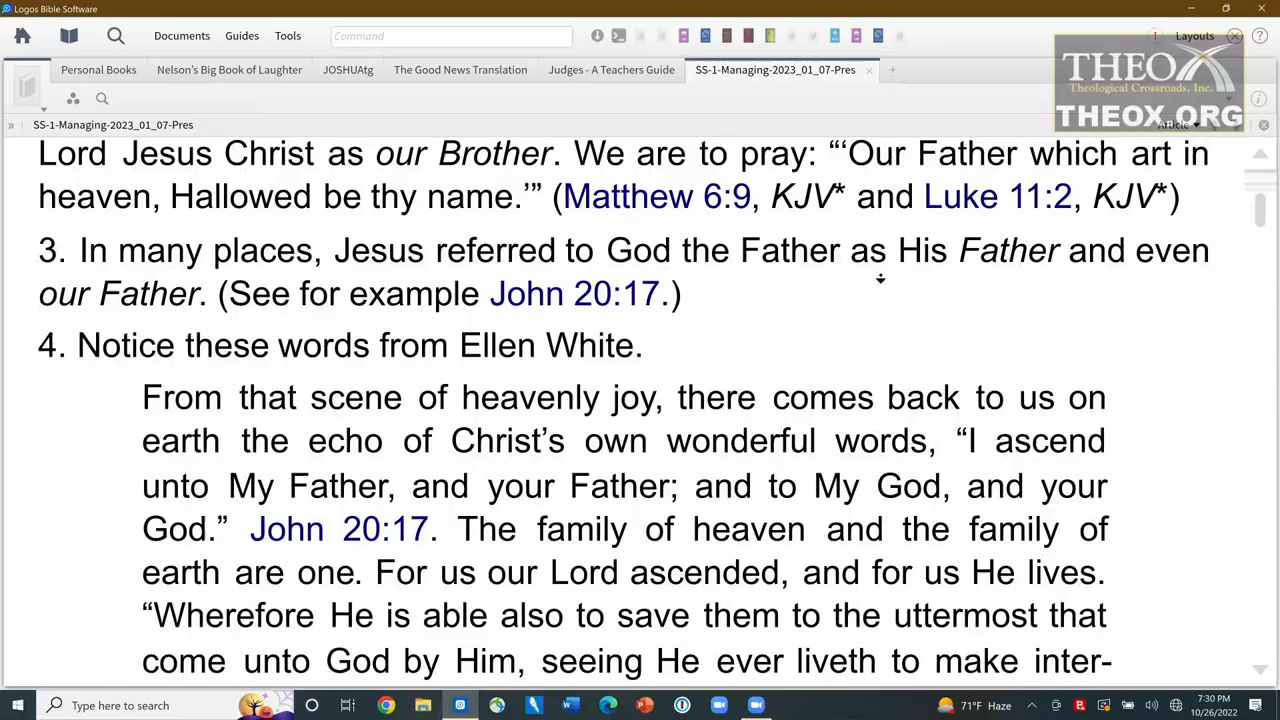 Logos Bible Software
Documents Guides Tools Command Layouts
Personal Books Nelson's Big Book of Laughter JOSHUAtg The Good News Translation Judges - A Teachers Guide SS-1-Managing-2023_01_07-Pres
THEOX
Theological Crossroads, Inc.
THEOX.ORG
SS-1-Managing-2023_01_07-Pres Article
Lord Jesus Christ as our Brother. We are to pray: “‘Our Father which art in
heaven, Hallowed be thy name.’” (Matthew 6:9, KJV* and Luke 11:2, KJV*)
3. In many places, Jesus referred to God the Father as His Father and even
our Father. (See for example John 20:17.)
4. Notice these words from Ellen White.
From that scene of heavenly joy, there comes back to us on
earth the echo of Christ’s own wonderful words, “I ascend
unto My Father, and your Father; and to My God, and your
God.” John 20:17. The family of heaven and the family of
earth are one. For us our Lord ascended, and for us He lives.
“Wherefore He is able also to save them to the uttermost that
come unto God by Him, seeing He ever liveth to make inter-
Type here to search 71°F Haze 7:30 PM
10/26/2022